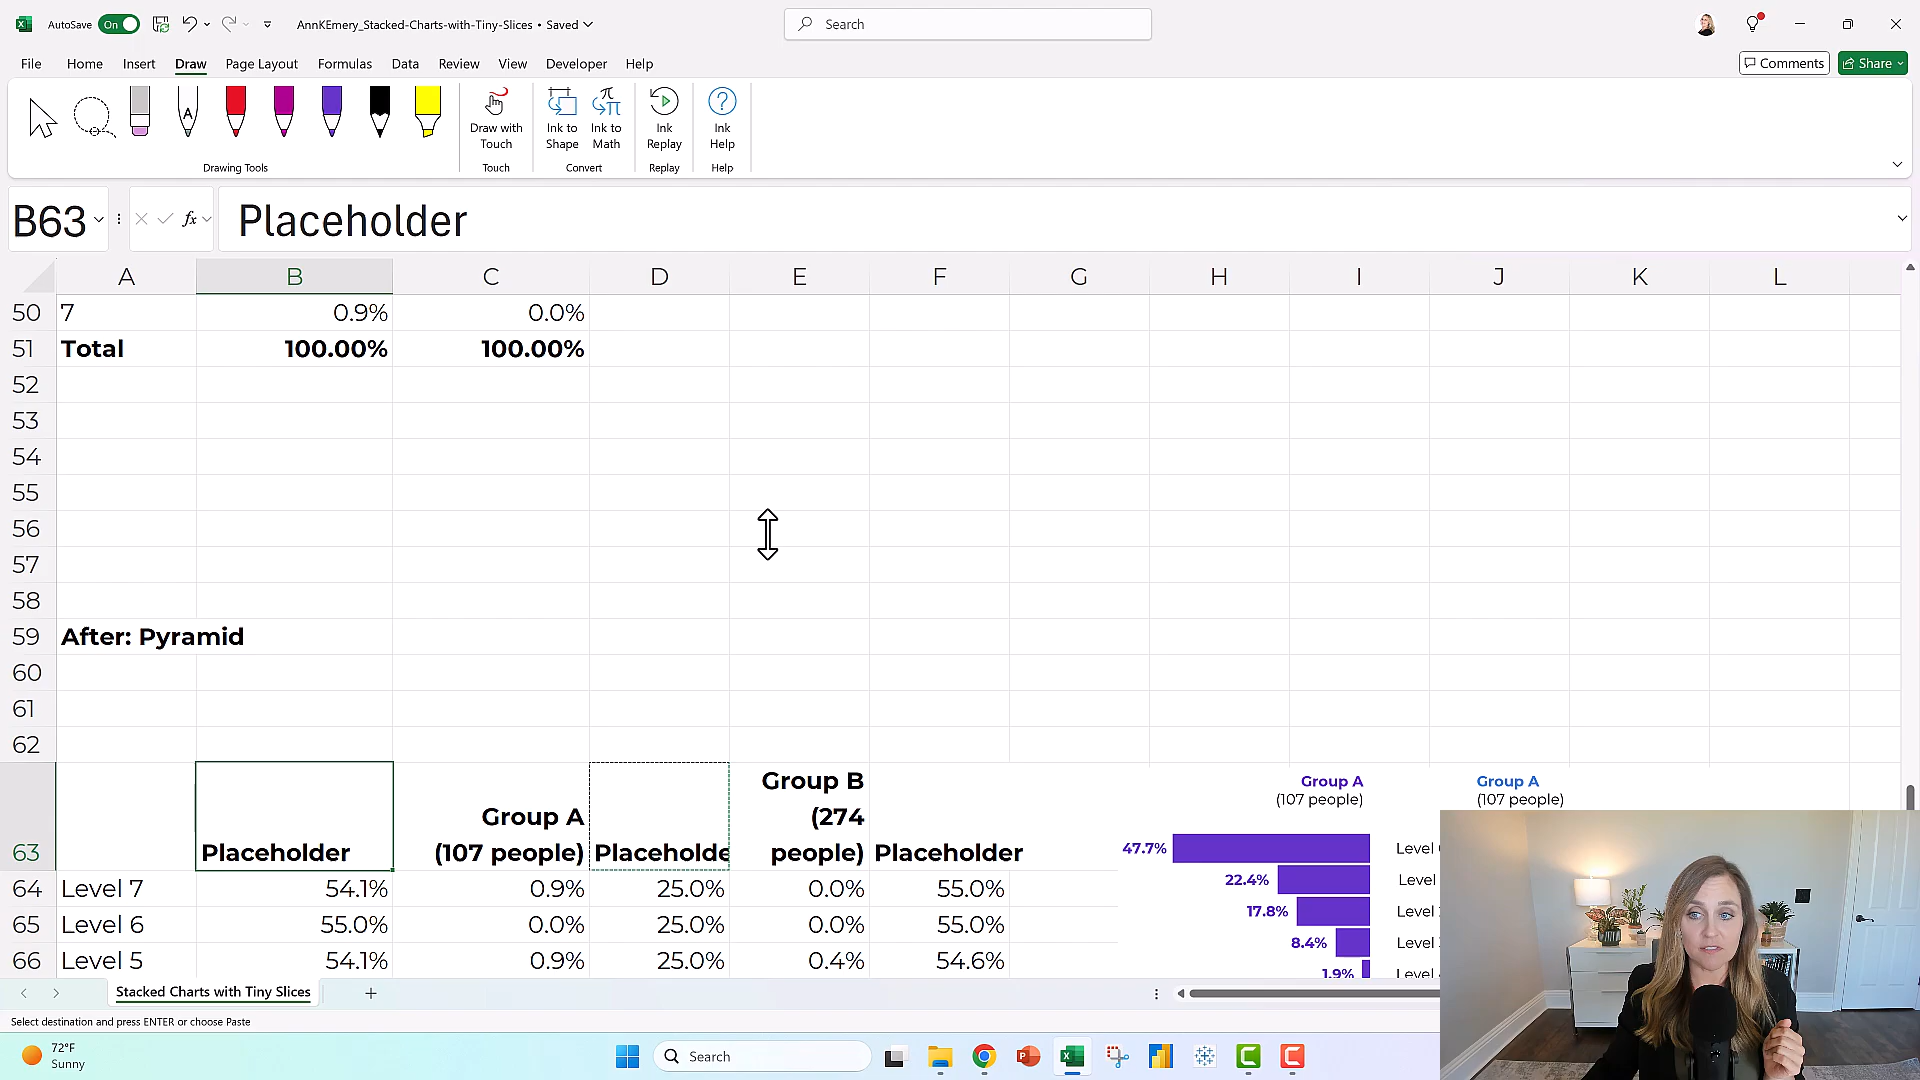 AutoSave On AnnKEmery_Stacked-Charts-with-Tiny-Slices • Saved Search
File Home Insert Draw Page Layout Formulas Data Review View Developer Help Comments Share
A
Draw with Touch
Ink to Shape
Ink to Math
Ink Replay
Ink Help
Drawing Tools Touch Convert Replay Help
B63 fx Placeholder
A B C D E F G H I J K L
50 7 0.9% 0.0%
51 Total 100.00% 100.00%
52
53
54
55
56
57
58
59 After: Pyramid
60
61
62
63 Placeholder Group A (107 people) Placeholde Group B (274 people) Placeholder
64 Level 7 54.1% 0.9% 25.0% 0.0% 55.0%
65 Level 6 55.0% 0.0% 25.0% 0.0% 55.0%
66 Level 5 54.1% 0.9% 25.0% 0.4% 54.6%
Group A Group A
(107 people) (107 people)
47.7% Level
22.4% Level
17.8% Level
8.4% Level
1.9% Level
Stacked Charts with Tiny Slices
Select destination and press ENTER or choose Paste
72°F
Sunny
Search